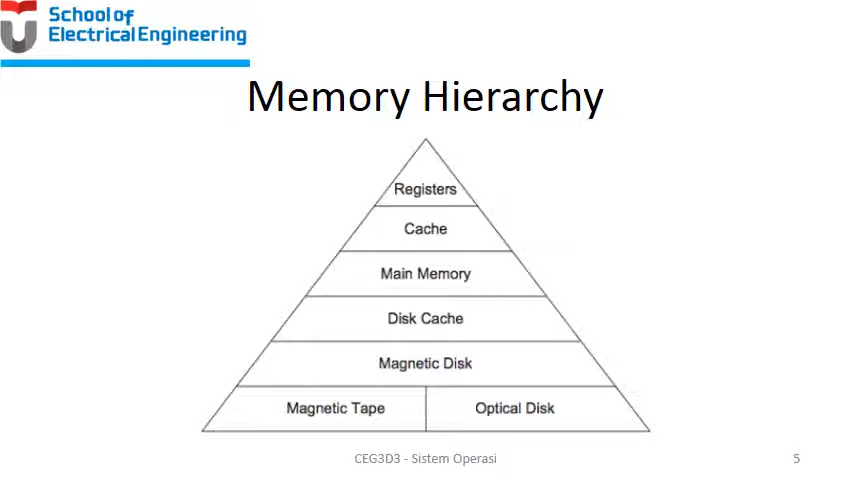 School of
Electrical Engineering
Memory Hierarchy
Registers
Cache
Main Memory
Disk Cache
Magnetic Disk
Magnetic Tape
Optical Disk
CEG3D3 - Sistem Operasi
5